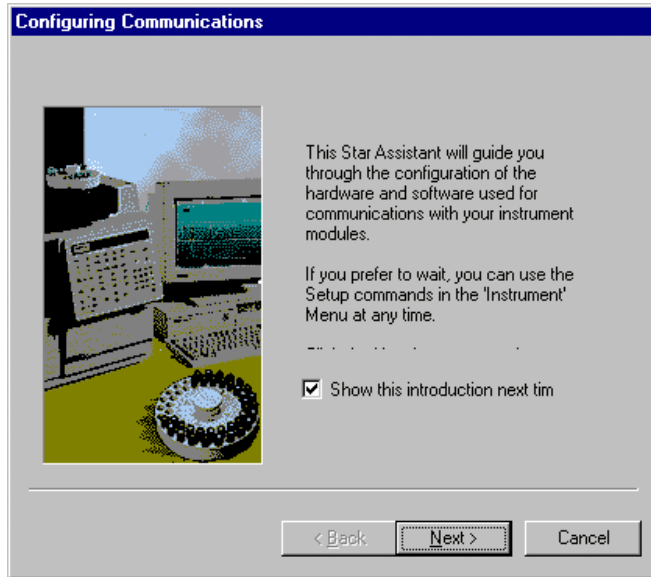 Configuring Communications
This Star Assistant will guide you
through the configuration of the
hardware and software used for
communications with your instrument
modules.
If you prefer to wait, you can use the
Setup commands in the 'Instrument'
Menu at any time.
Show this introduction next tim
< Back
Next >
Cancel